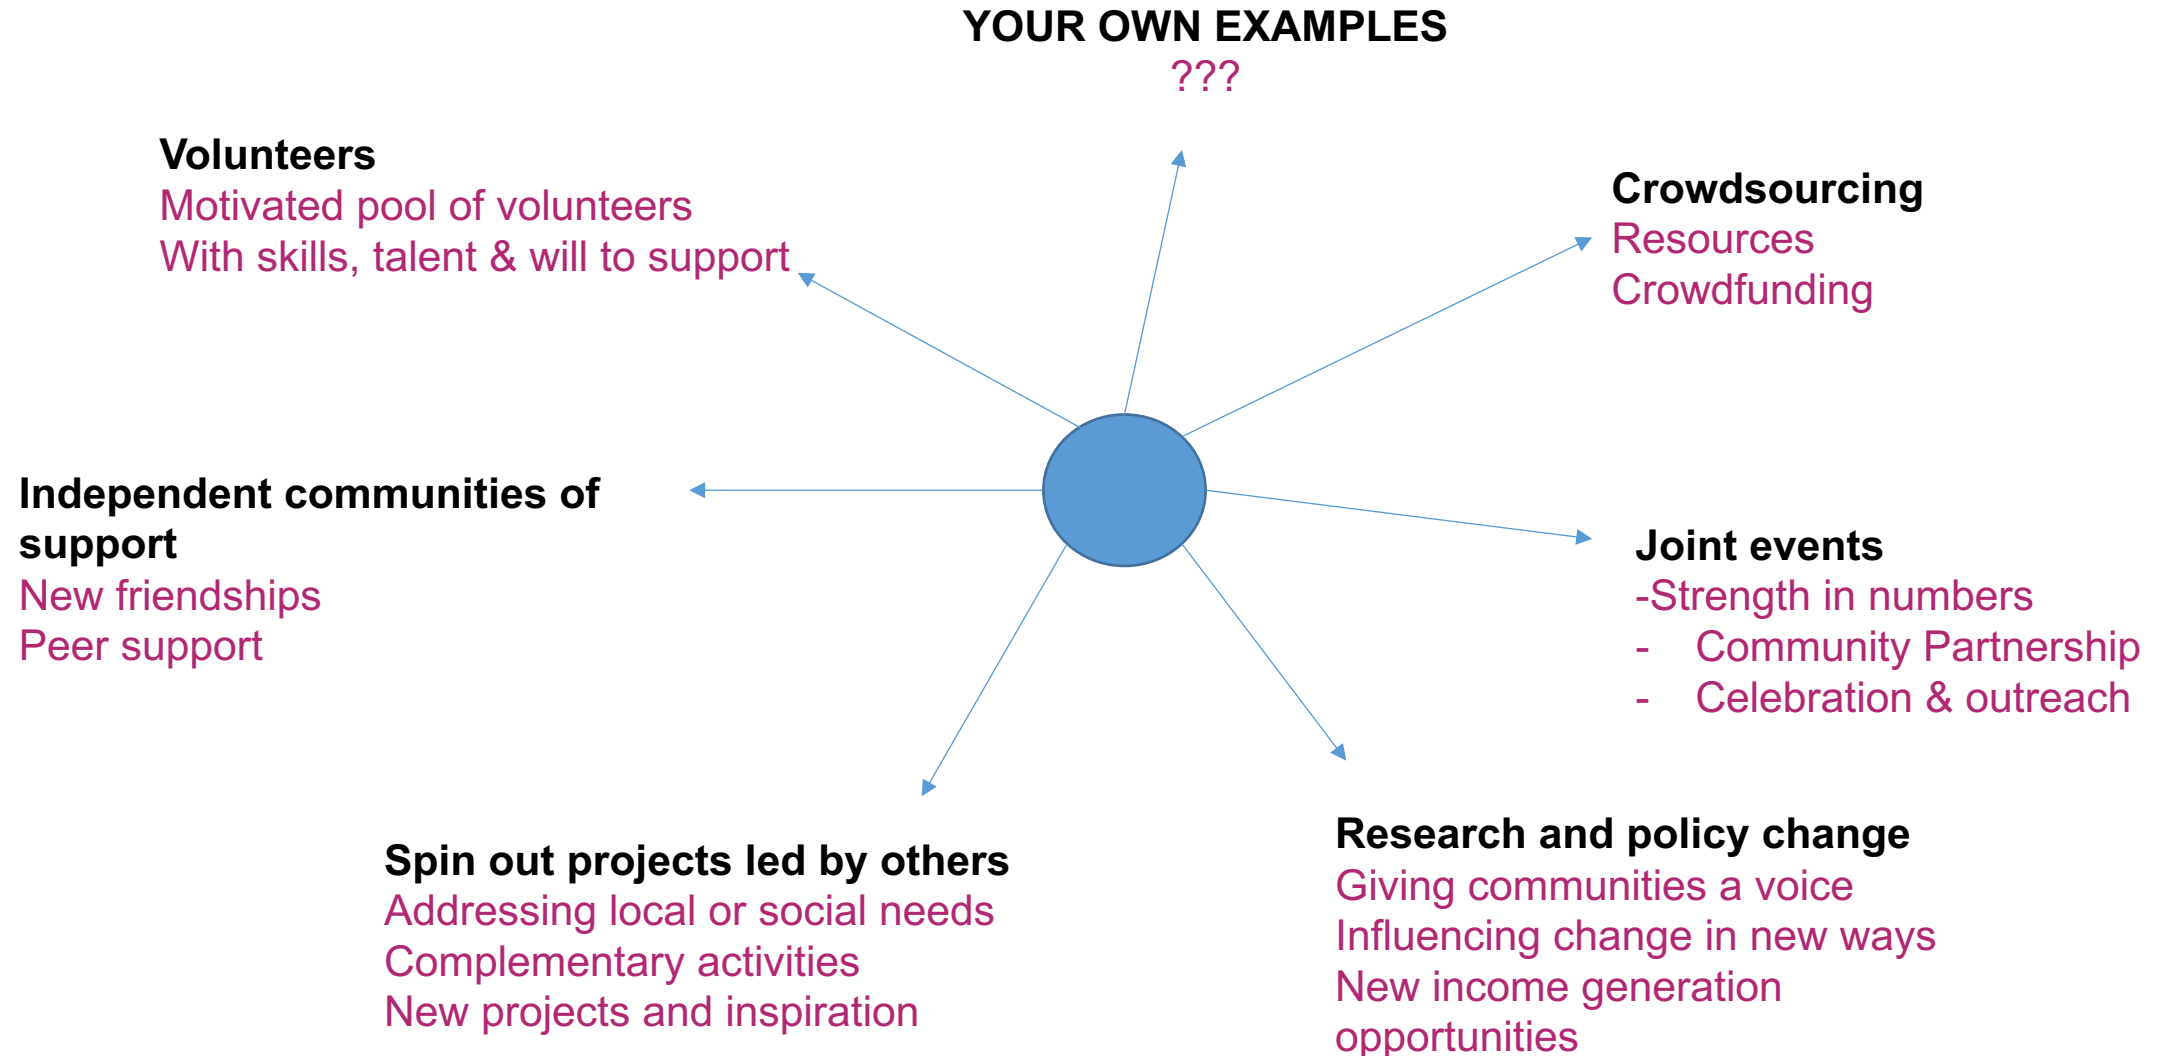 YOUR OWN EXAMPLES
???
Volunteers
Motivated pool of volunteers
With skills, talent & will to support
Crowdsourcing
Resources
Crowdfunding
Independent communities of
support
New friendships
Peer support
Joint events
-Strength in numbers
- Community Partnership
- Celebration & outreach
Spin out projects led by others
Addressing local or social needs
Complementary activities
New projects and inspiration
Research and policy change
Giving communities a voice
Influencing change in new ways
New income generation
opportunities